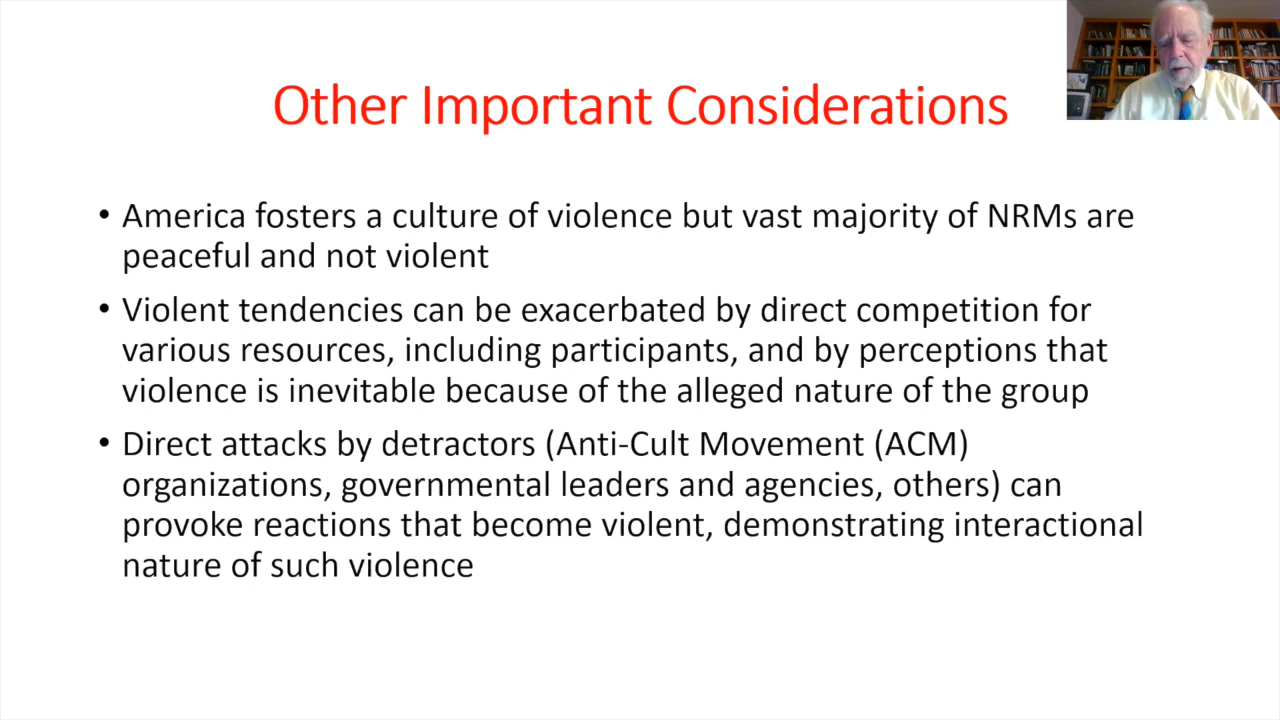 Other Important Considerations
• America fosters a culture of violence but vast majority of NRMs are
peaceful and not violent
• Violent tendencies can be exacerbated by direct competition for
various resources, including participants, and by perceptions that
violence is inevitable because of the alleged nature of the group
• Direct attacks by detractors (Anti-Cult Movement (ACM)
organizations, governmental leaders and agencies, others) can
provoke reactions that become violent, demonstrating interactional
nature of such violence